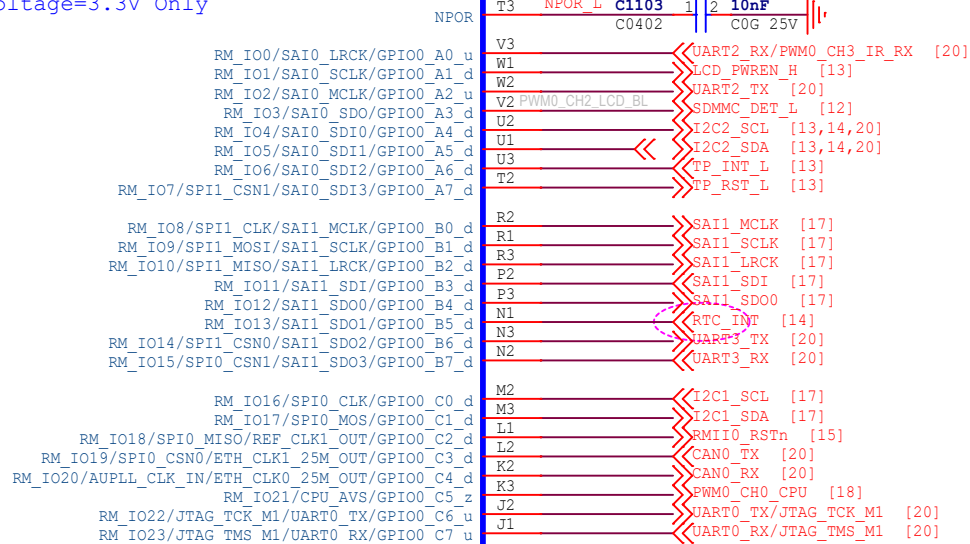 oltage=3.3V Only
NPOR T3 NPOR_L C1103 1 2 10nF
C0402 C0G 25V
RM_IO0/SAI0_LRCK/GPIO0_A0_u V3 UART2_RX/PWM0_CH3_IR_RX [20]
RM_IO1/SAI0_SCLK/GPIO0_A1_d W1 LCD_PWREN_H [13]
RM_IO2/SAI0_MCLK/GPIO0_A2_u W2 UART2_TX [20]
RM_IO3/SAI0_SDO/GPIO0_A3_d V2 PWM0_CH2_LCD_BL SDMMC_DET_L [12]
RM_IO4/SAI0_SDI0/GPIO0_A4_d U2 I2C2_SCL [13,14,20]
RM_IO5/SAI0_SDI1/GPIO0_A5_d U1 I2C2_SDA [13,14,20]
RM_IO6/SAI0_SDI2/GPIO0_A6_d U3 TP_INT_L [13]
RM_IO7/SPI1_CSN1/SAI0_SDI3/GPIO0_A7_d T2 TP_RST_L [13]
RM_IO8/SPI1_CLK/SAI1_MCLK/GPIO0_B0_d R2 SAI1_MCLK [17]
RM_IO9/SPI1_MOSI/SAI1_SCLK/GPIO0_B1_d R1 SAI1_SCLK [17]
RM_IO10/SPI1_MISO/SAI1_LRCK/GPIO0_B2_d R3 SAI1_LRCK [17]
RM_IO11/SAI1_SDI/GPIO0_B3_d P2 SAI1_SDI [17]
RM_IO12/SAI1_SDO0/GPIO0_B4_d P3 SAI1_SDO0 [17]
RM_IO13/SAI1_SDO1/GPIO0_B5_d N1 RTC_INT [14]
RM_IO14/SPI1_CSN0/SAI1_SDO2/GPIO0_B6_d N3 UART3_TX [20]
RM_IO15/SPI0_CSN1/SAI1_SDO3/GPIO0_B7_d N2 UART3_RX [20]
RM_IO16/SPI0_CLK/GPIO0_C0_d M2 I2C1_SCL [17]
RM_IO17/SPI0_MOS/GPIO0_C1_d M3 I2C1_SDA [17]
RM_IO18/SPI0_MISO/REF_CLK1_OUT/GPIO0_C2_d L1 RMII0_RSTn [15]
RM_IO19/SPI0_CSN0/ETH_CLK1_25M_OUT/GPIO0_C3_d L2 CAN0_TX [20]
RM_IO20/AUPLL_CLK_IN/ETH_CLK0_25M_OUT/GPIO0_C4_d K2 CAN0_RX [20]
RM_IO21/CPU_AVS/GPIO0_C5_z K3 PWM0_CH0_CPU [18]
RM_IO22/JTAG_TCK_M1/UART0_TX/GPIO0_C6_u J2 UART0_TX/JTAG_TCK_M1 [20]
RM_IO23/JTAG_TMS_M1/UART0_RX/GPIO0_C7_u J1 UART0_RX/JTAG_TMS_M1 [20]